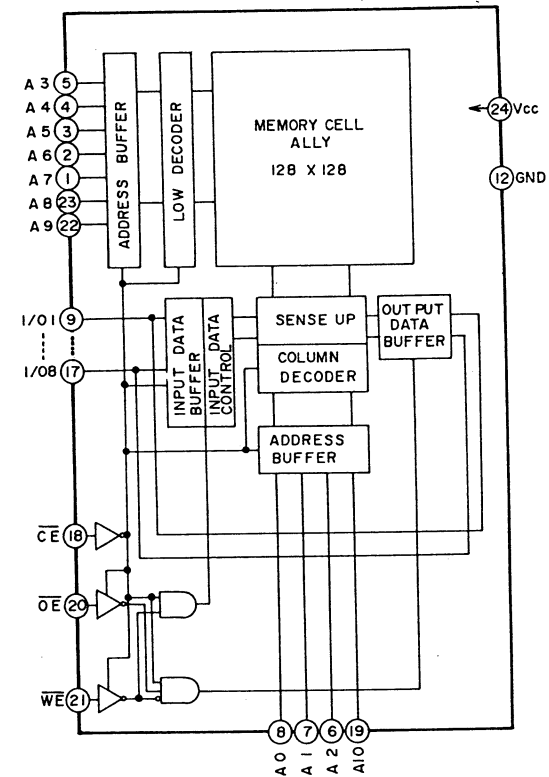 A3 5
A4 4
A5 3
A6 2
A7 1
A8 23
A9 22
ADDRESS BUFFER
LOW DECODER
MEMORY CELL
ALLY
128 X 128
24 Vcc
12 GND
I/O1 9
I/O8 17
INPUT DATA
BUFFER
INPUT DATA
CONTROL
SENSE UP
COLUMN
DECODER
OUTPUT
DATA
BUFFER
ADDRESS
BUFFER
CE 18
OE 20
WE 21
8 7 6 19
A0 A1 A2 A10